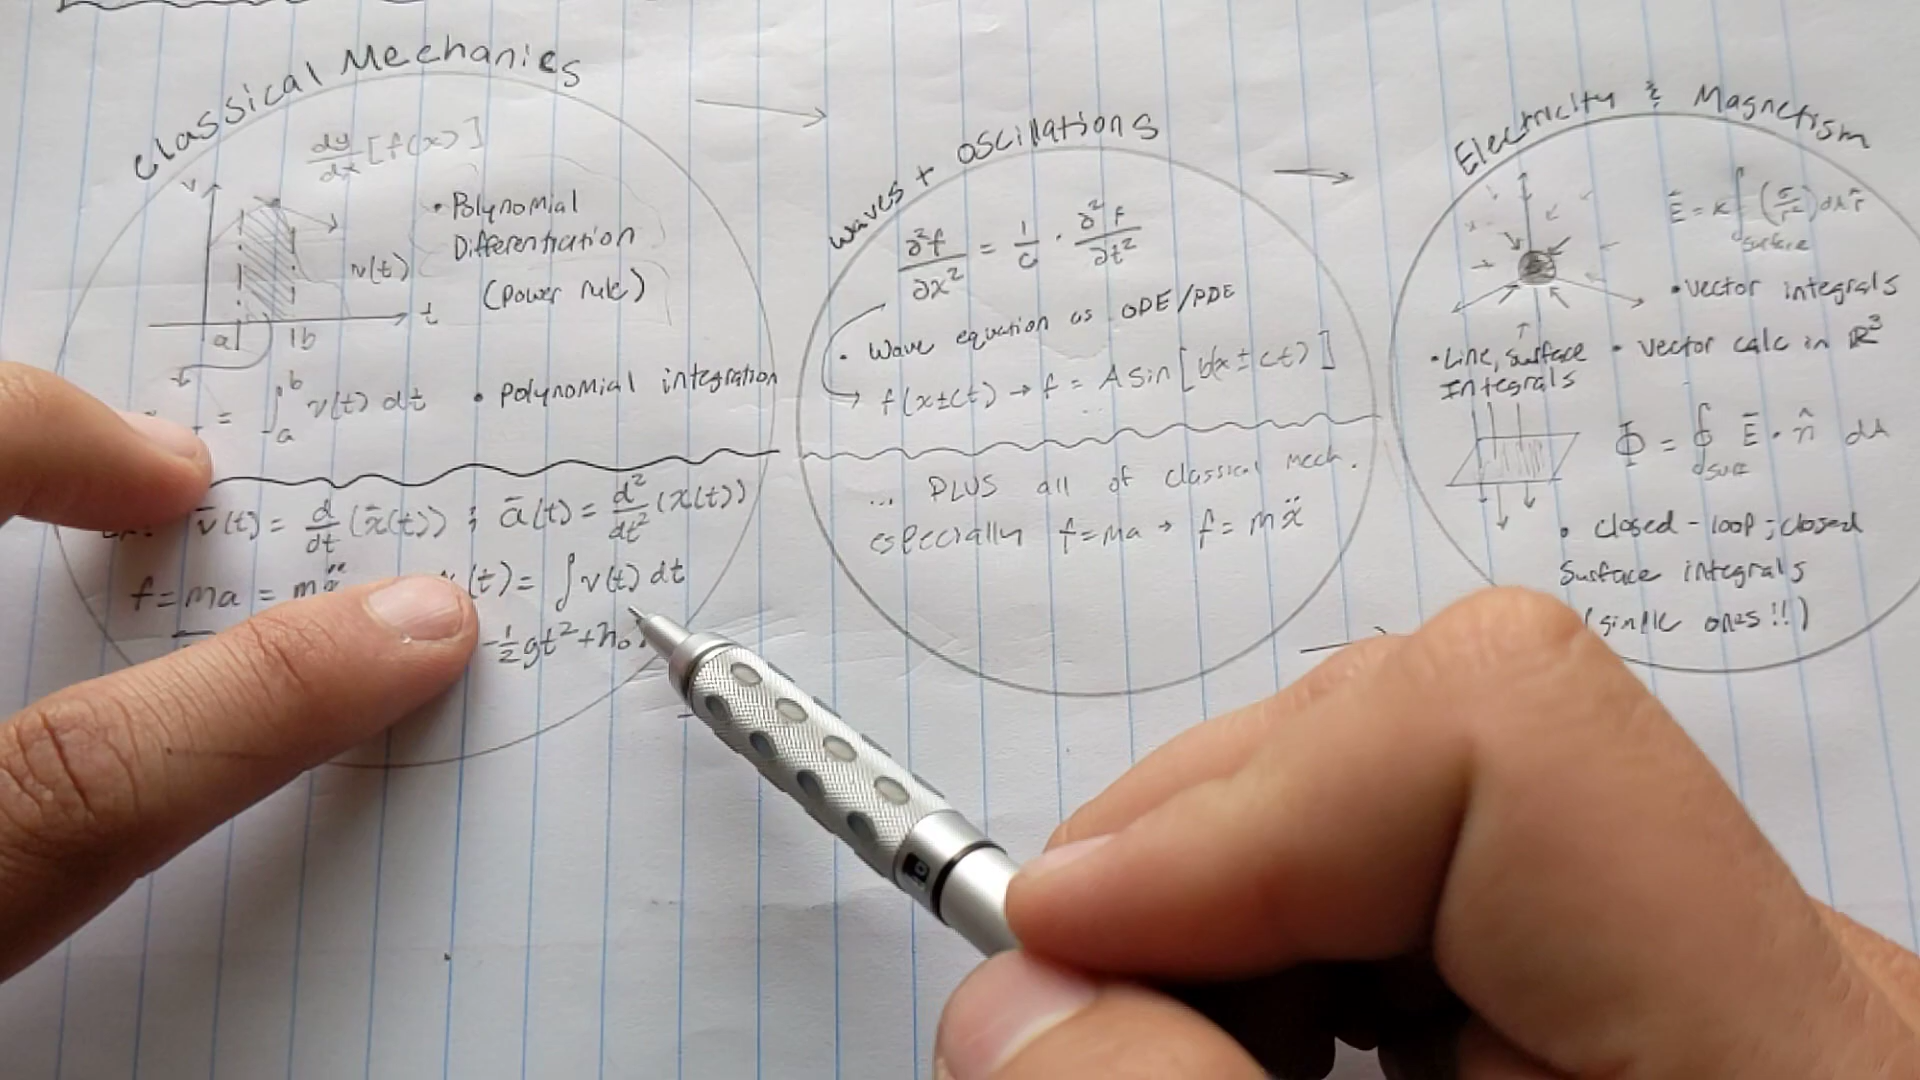 Classical Mechanics
dy/dx [f(x)]
v
• Polynomial
Differentiation
(power rule)
v(t)
t
a
b
= ∫_a^b v(t) dt
• polynomial integration
v̄(t) = d/dt (x̄(t)) ; ā(t) = d²/dt² (x(t))
f = ma = mẍ
(t) = ∫ v(t) dt
-½gt² + h₀
Waves + Oscillations
∂²f/∂x² = 1/c · ∂²f/∂t²
• Wave equation as ODE/PDE
f(x±ct) → f = A sin [b(x ± ct)]
... PLUS all of classical mech.
especially f=ma → f = mẍ
Electricity & Magnetism
Ē = k ∫_surface (σ/r²) dA r̂
• vector integrals
• Line, surface
Integrals
• vector calc in ℝ³
Φ = ∮_surf Ē · n̂ dA
• closed-loop; closed
Surface integrals
ones!!)